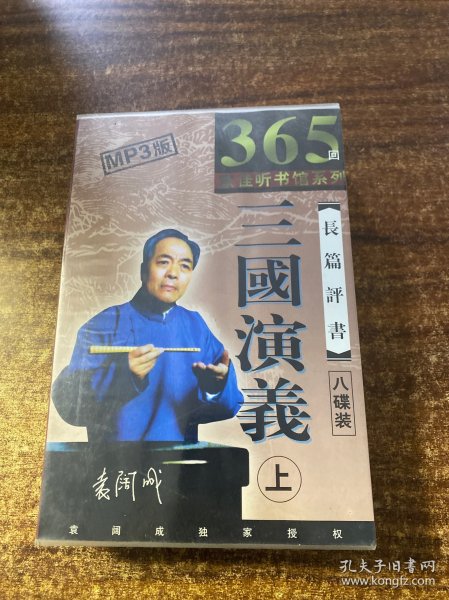 MP3版
365回
佳听书馆系列
三國演義
上
【長篇評書】
八碟装
袁阔成
袁阔成独家授权
孔夫子旧书网
www.kongfz.com